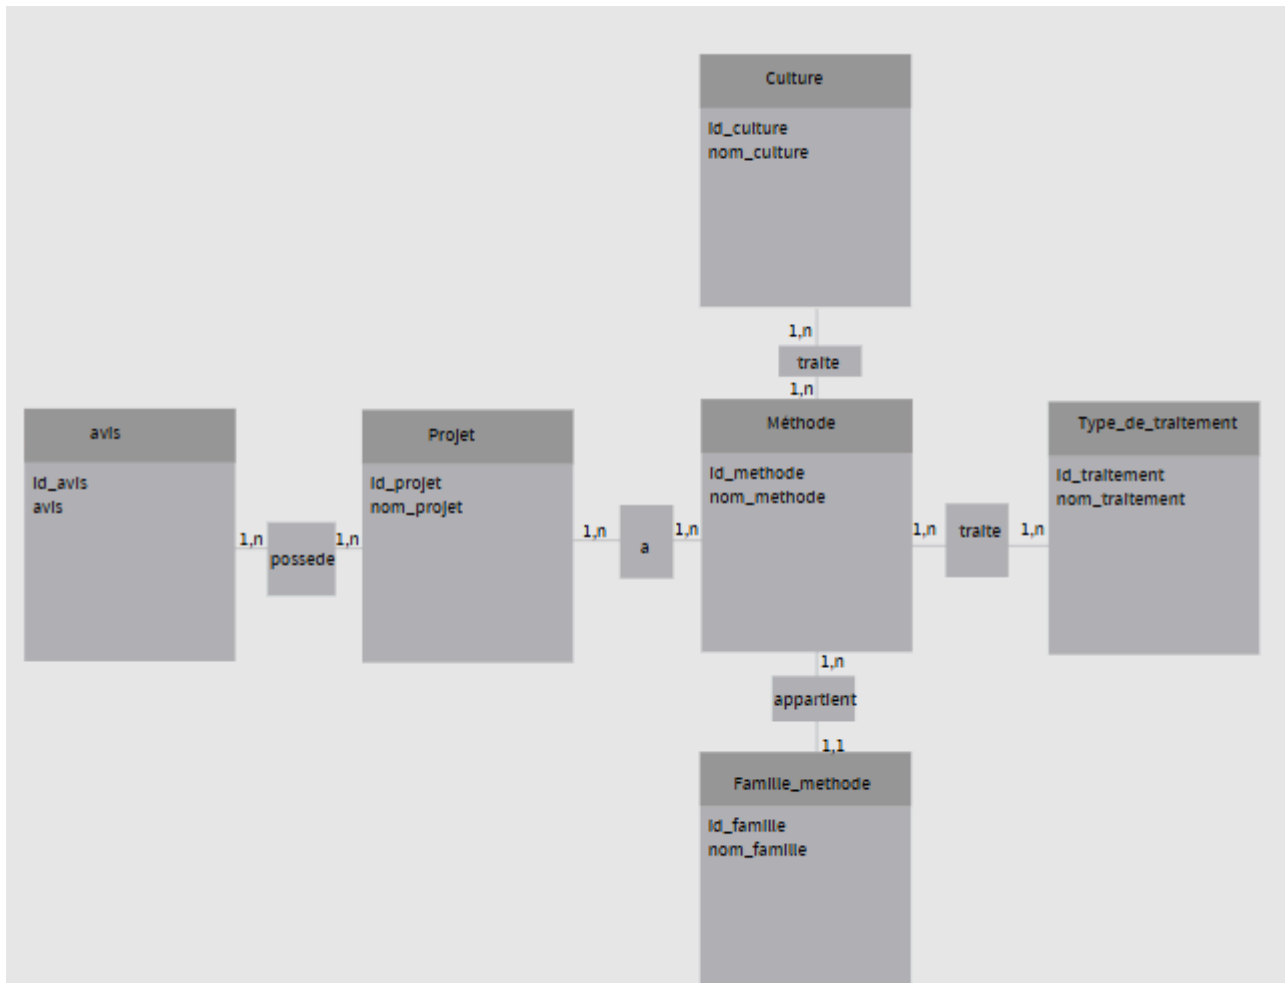 Culture
id_culture
nom_culture
1,n
traite
1,n
avis
id_avis
avis
1,n
possede
1,n
Projet
id_projet
nom_projet
1,n
a
1,n
Méthode
id_methode
nom_methode
1,n
traite
1,n
Type_de_traitement
id_traitement
nom_traitement
1,n
appartient
1,1
Famille_methode
id_famille
nom_famille